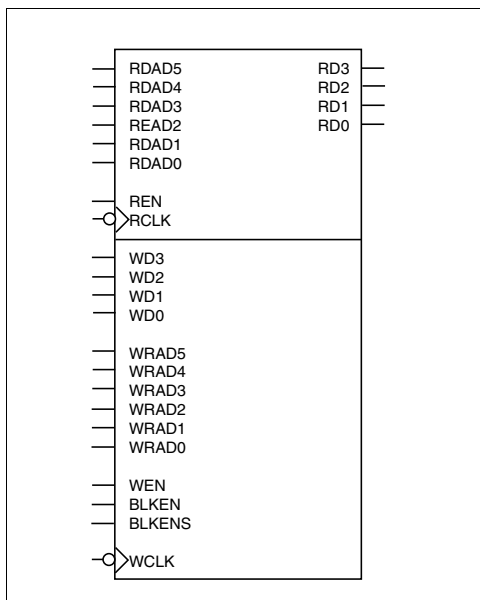 RDAD5 RD3
RDAD4 RD2
RDAD3 RD1
READ2 RD0
RDAD1
RDAD0
REN
RCLK
WD3
WD2
WD1
WD0
WRAD5
WRAD4
WRAD3
WRAD2
WRAD1
WRAD0
WEN
BLKEN
BLKENS
WCLK